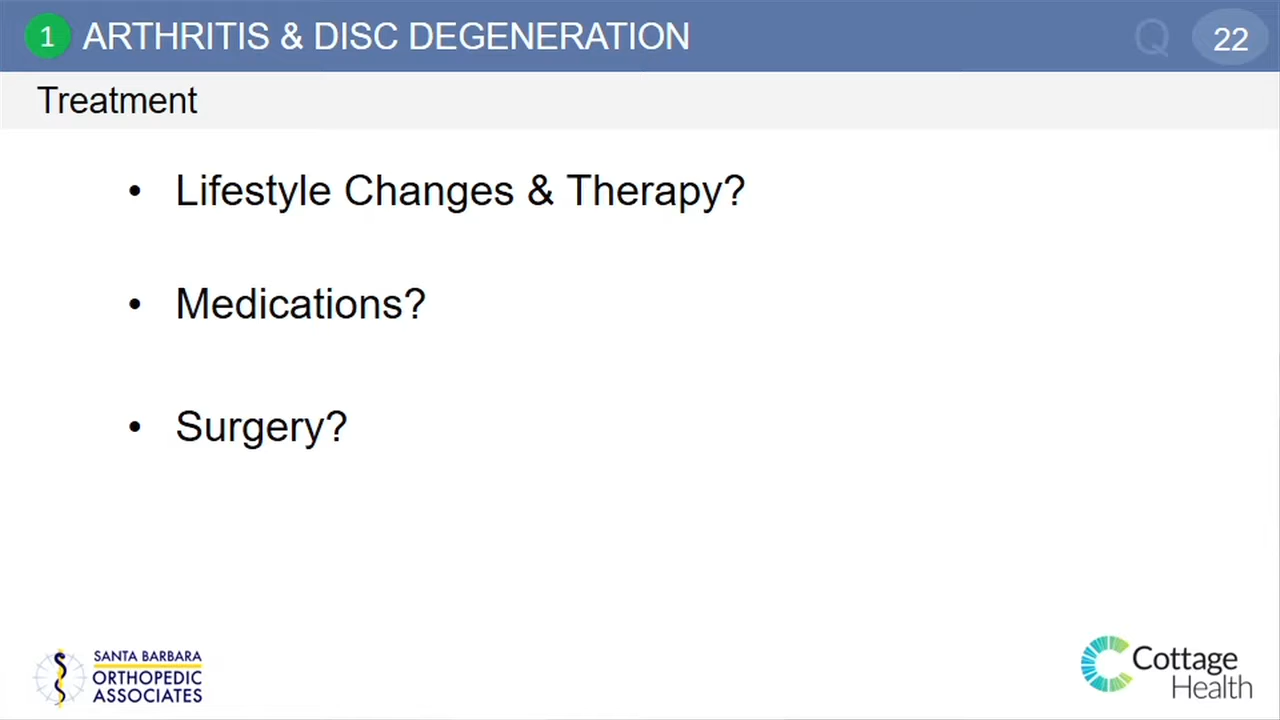 1 ARTHRITIS & DISC DEGENERATION Q 22
Treatment
• Lifestyle Changes & Therapy?
• Medications?
• Surgery?
SANTA BARBARA
ORTHOPEDIC
ASSOCIATES
Cottage
Health